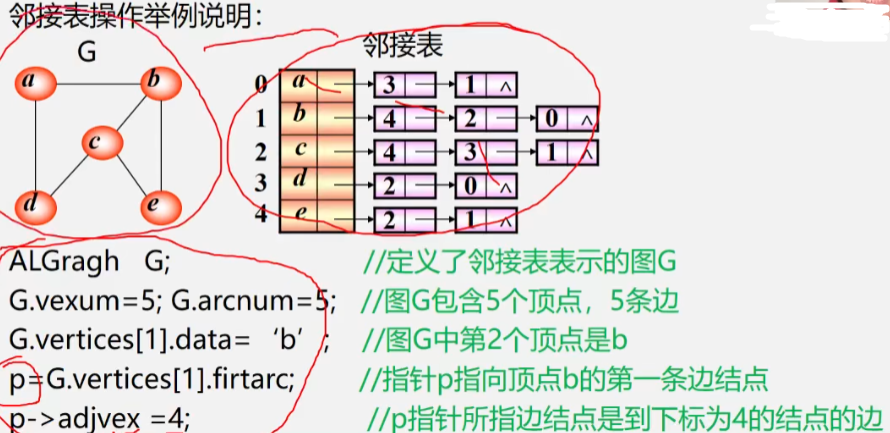 邻接表操作举例说明：
G 邻接表
a b c d e
0 a 3 1 ∧
1 b 4 2 0 ∧
2 c 4 3 1 ∧
3 d 2 0 ∧
4 e 2 1 ∧
ALGragh G; //定义了邻接表表示的图G
G.vexum=5; G.arcnum=5; //图G包含5个顶点，5条边
G.vertices[1].data= ‘b’; //图G中第2个顶点是b
p=G.vertices[1].firtarc; //指针p指向顶点b的第一条边结点
p->adjvex =4; //p指针所指边结点是到下标为4的结点的边